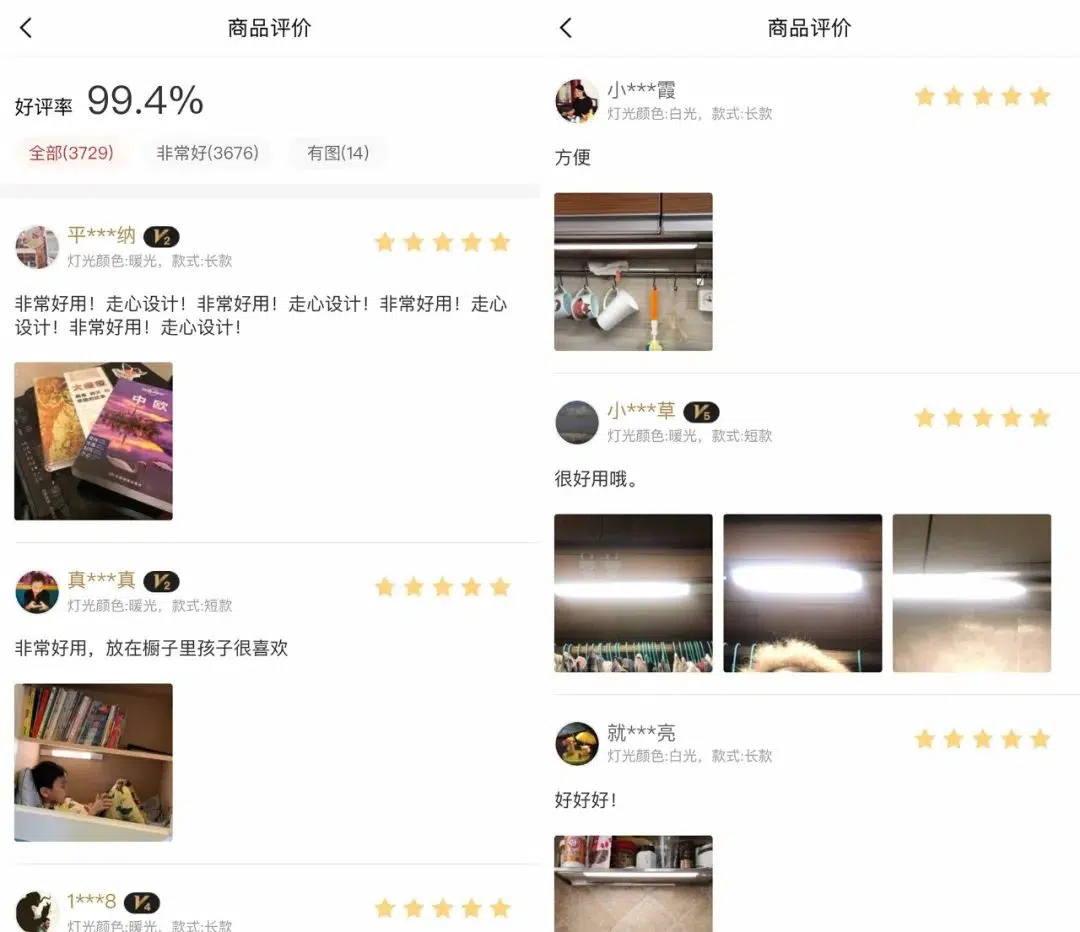 商品评价
好评率 99.4%
全部(3729) 非常好(3676) 有图(14)
平***纳 V2
灯光颜色:暖光，款式:长款
非常好用！走心设计！非常好用！走心设计！非常好用！走心
设计！非常好用！走心设计！
中欧
真***真 V2
灯光颜色:暖光，款式:短款
非常好用，放在橱子里孩子很喜欢
1***8 V4
灯光颜色:暖光，款式:长款
商品评价
小***霞
灯光颜色:白光，款式:长款
方便
小***草 V5
灯光颜色:暖光，款式:短款
很好用哦。
就***亮
灯光颜色:白光，款式:长款
好好好！